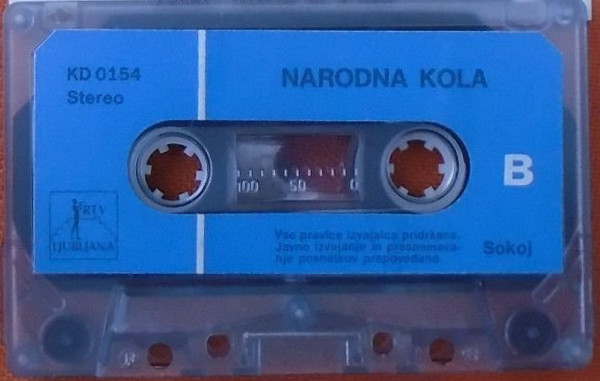 KD 0154
Stereo
NARODNA KOLA
100 50 0
B
RTV
LJUBLJANA
Vse pravice izvajalca pridržane.
Javno izvajanje in presnemava-
nje posnetkov prepovedano.
Sokoj